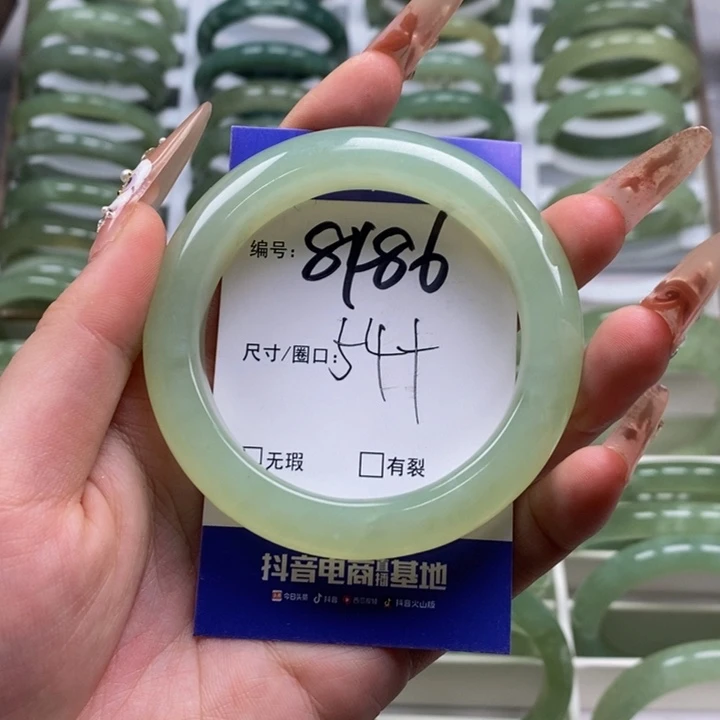 编号: 8186
尺寸/圈口: 54+
无瑕 有裂
抖音电商直播基地
今日头条 抖音 西瓜视频 抖音火山版